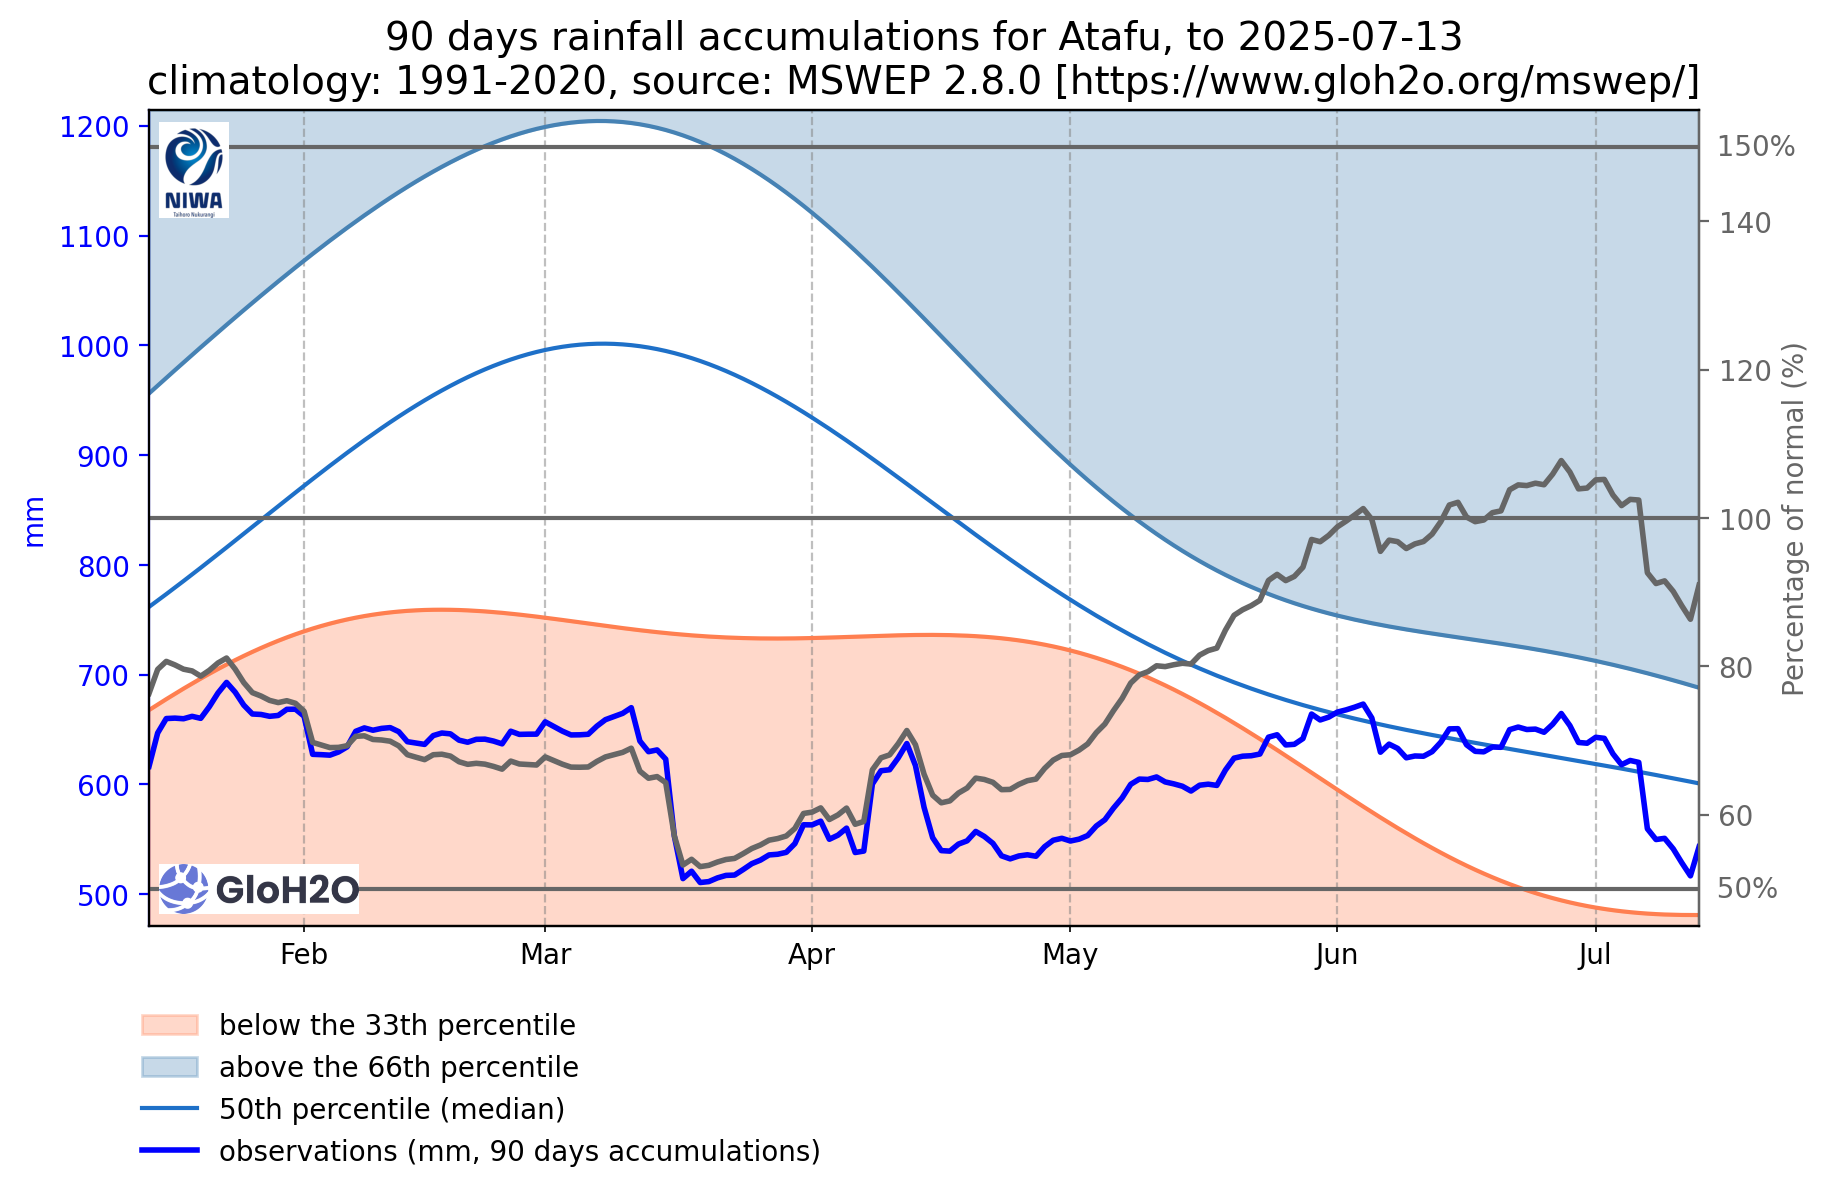 90 days rainfall accumulations for Atafu, to 2025-07-13
climatology: 1991-2020, source: MSWEP 2.8.0 [https://www.gloh2o.org/mswep/]
NIWA
Taihoro Nukurangi
1200
1100
1000
900
800
700
600
500
mm
150%
140
120
100
80
60
50%
Percentage of normal (%)
GloH2O
Feb
Mar
Apr
May
Jun
Jul
below the 33th percentile
above the 66th percentile
50th percentile (median)
observations (mm, 90 days accumulations)